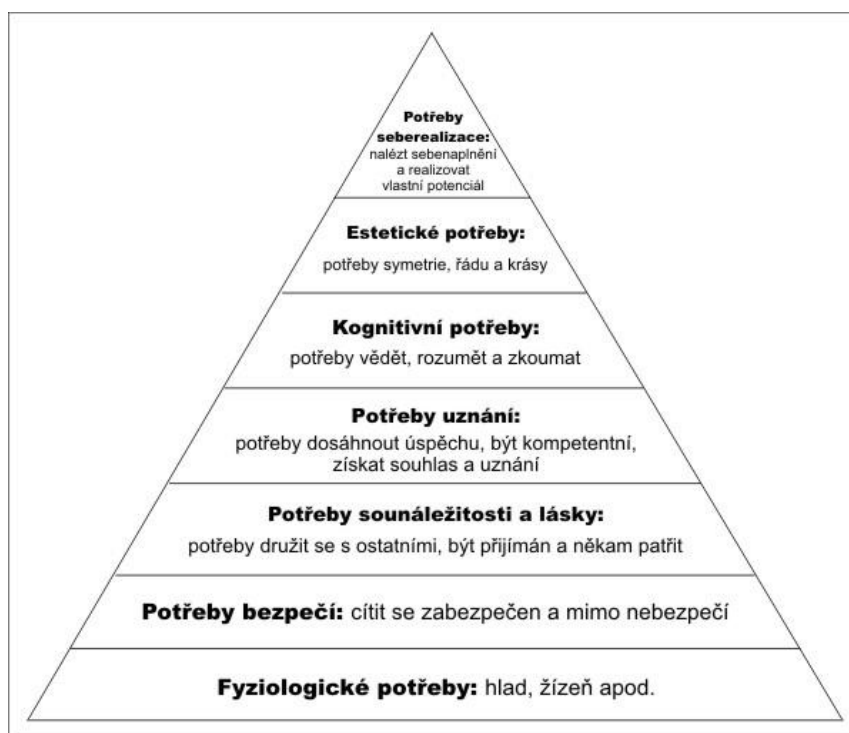 Potřeby
seberealizace:
nalézt sebenaplnění
a realizovat
vlastní potenciál
Estetické potřeby:
potřeby symetrie, řádu a krásy
Kognitivní potřeby:
potřeby vědět, rozumět a zkoumat
Potřeby uznání:
potřeby dosáhnout úspěchu, být kompetentní,
získat souhlas a uznání
Potřeby sounáležitosti a lásky:
potřeby družit se s ostatními, být přijímán a někam patřit
Potřeby bezpečí: cítit se zabezpečen a mimo nebezpečí
Fyziologické potřeby: hlad, žízeň apod.